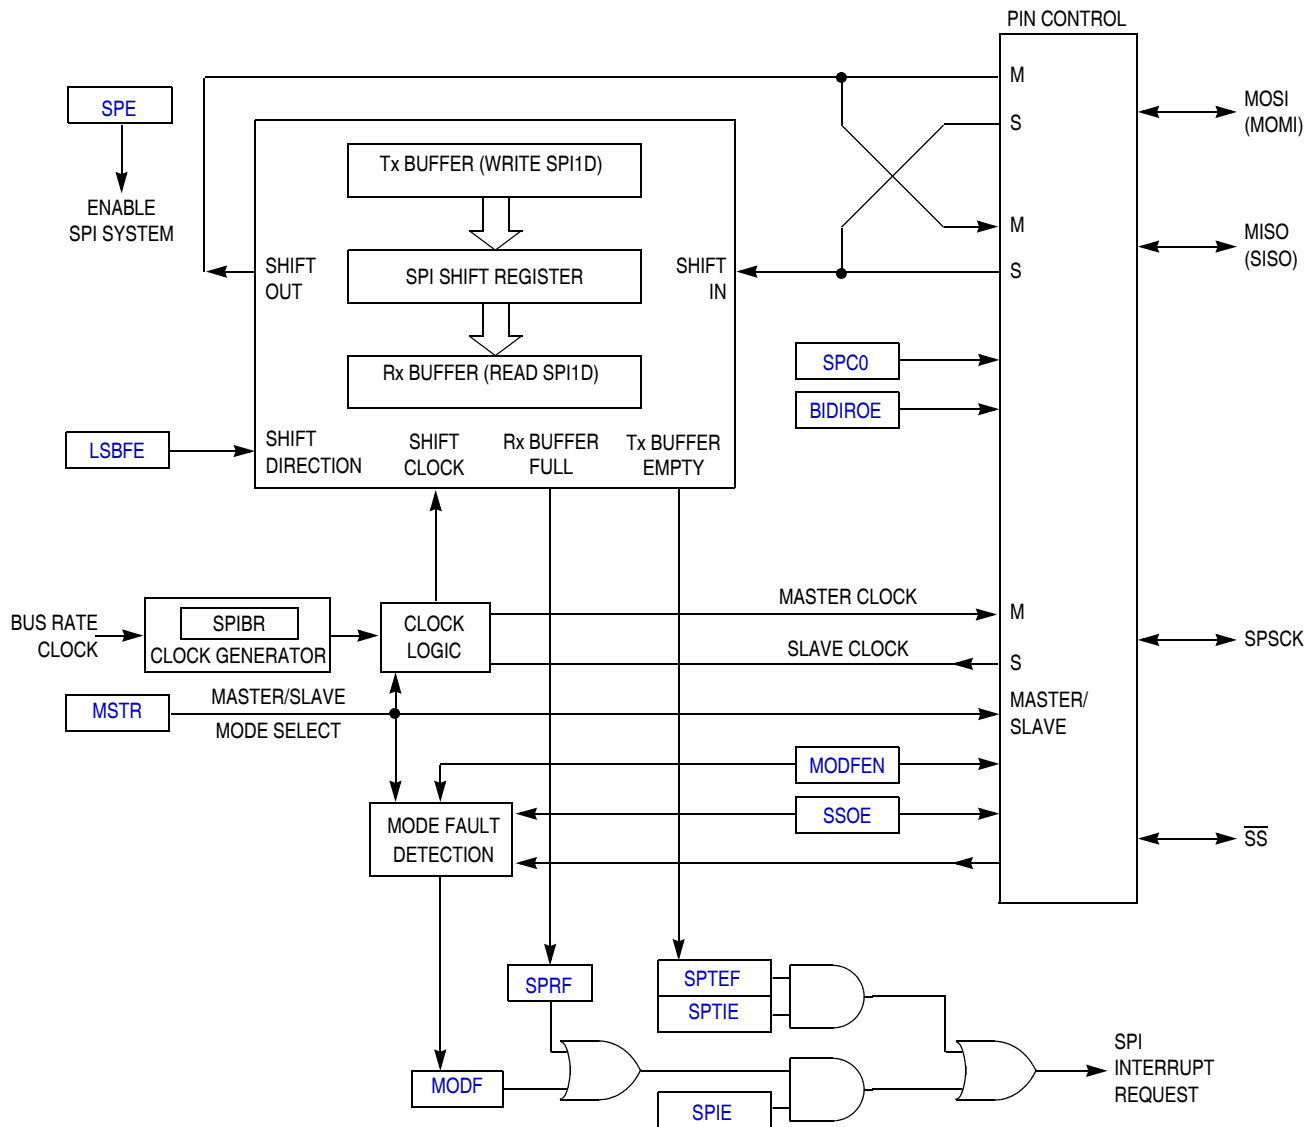 PIN CONTROL
M
MOSI
(MOMI)
SPE
S
Tx BUFFER (WRITE SPI1D)
ENABLE
SPI SYSTEM
M
MISO
(SISO)
SHIFT
OUT
SPI SHIFT REGISTER
SHIFT
IN
S
SPC0
Rx BUFFER (READ SPI1D)
BIDIROE
LSBFE
SHIFT
DIRECTION
SHIFT
CLOCK
Rx BUFFER
FULL
Tx BUFFER
EMPTY
MASTER CLOCK
M
BUS RATE
CLOCK
SPIBR
CLOCK GENERATOR
CLOCK
LOGIC
SLAVE CLOCK
S
SPSCK
MSTR
MASTER/SLAVE
MODE SELECT
MASTER/
SLAVE
MODFEN
SSOE
MODE FAULT
DETECTION
SS
SPRF
SPTEF
SPTIE
SPI
INTERRUPT
REQUEST
MODF
SPIE